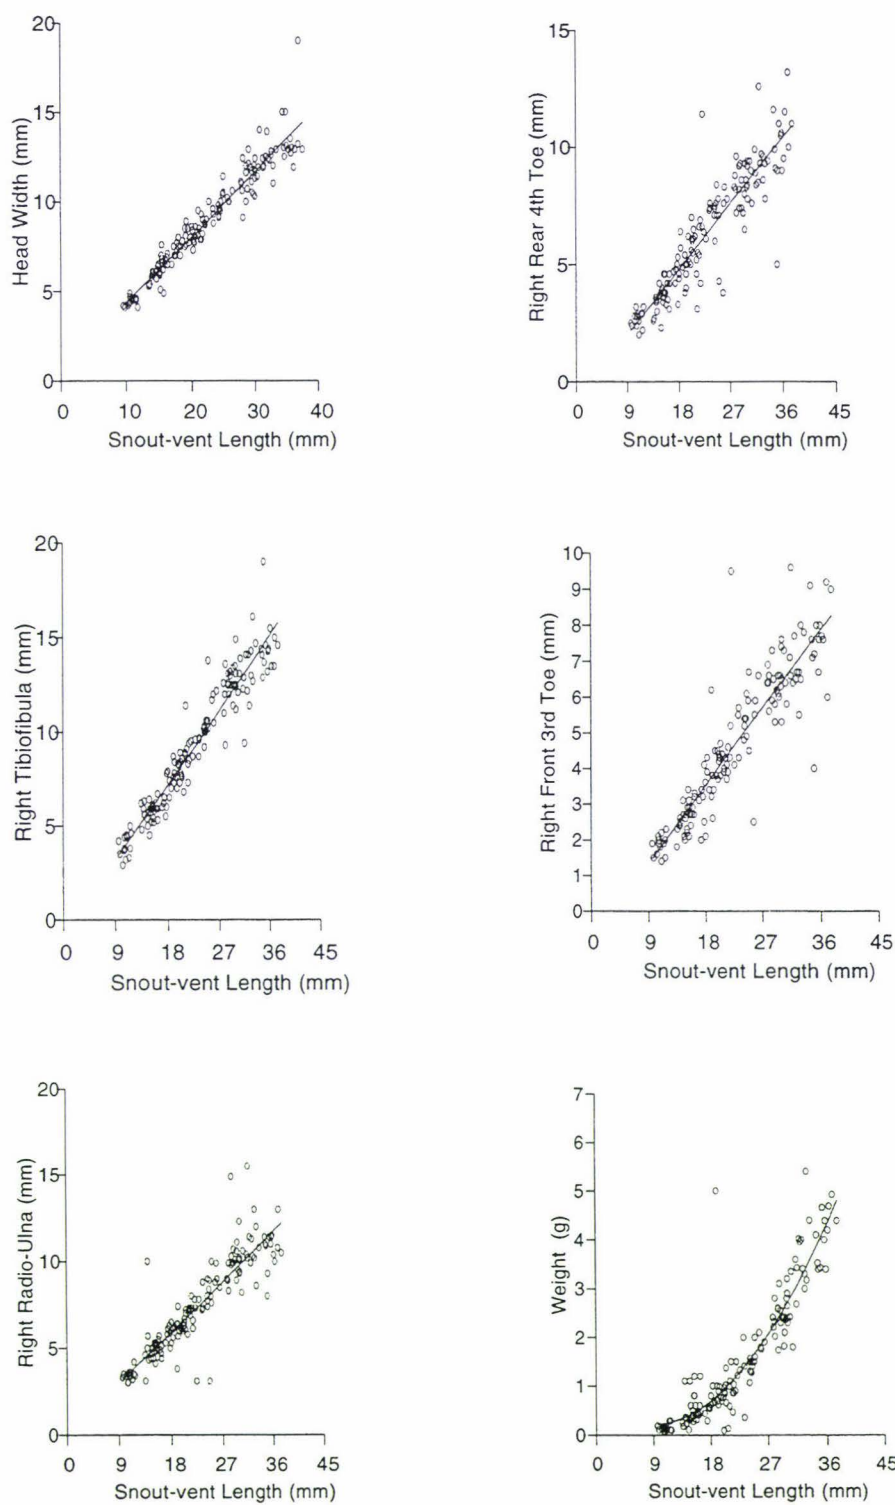 Head Width (mm)
20
15
10
5
0
0 10 20 30 40
Snout-vent Length (mm)
Right Rear 4th Toe (mm)
15
10
5
0
0 9 18 27 36 45
Snout-vent Length (mm)
Right Tibiofibula (mm)
20
15
10
5
0
0 9 18 27 36 45
Snout-vent Length (mm)
Right Front 3rd Toe (mm)
10
9
8
7
6
5
4
3
2
1
0
0 9 18 27 36 45
Snout-vent Length (mm)
Right Radio-Ulna (mm)
20
15
10
5
0
0 9 18 27 36 45
Snout-vent Length (mm)
Weight (g)
7
6
5
4
3
2
1
0
0 9 18 27 36 45
Snout-vent Length (mm)